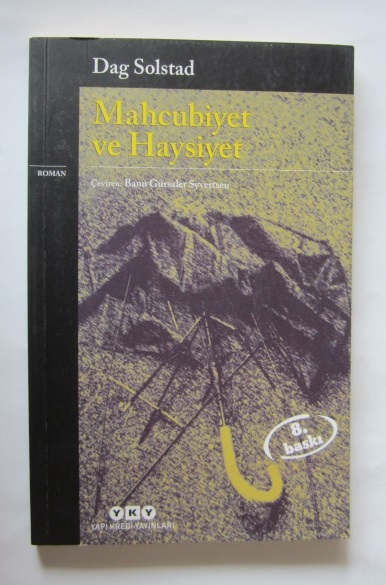 Dag Solstad
Mahcubiyet
ve Haysiyet
ROMAN
Çeviren: Banu Gürsaler Syvertsen
8.
baskı
YKY
YAPI KREDİ YAYINLARI